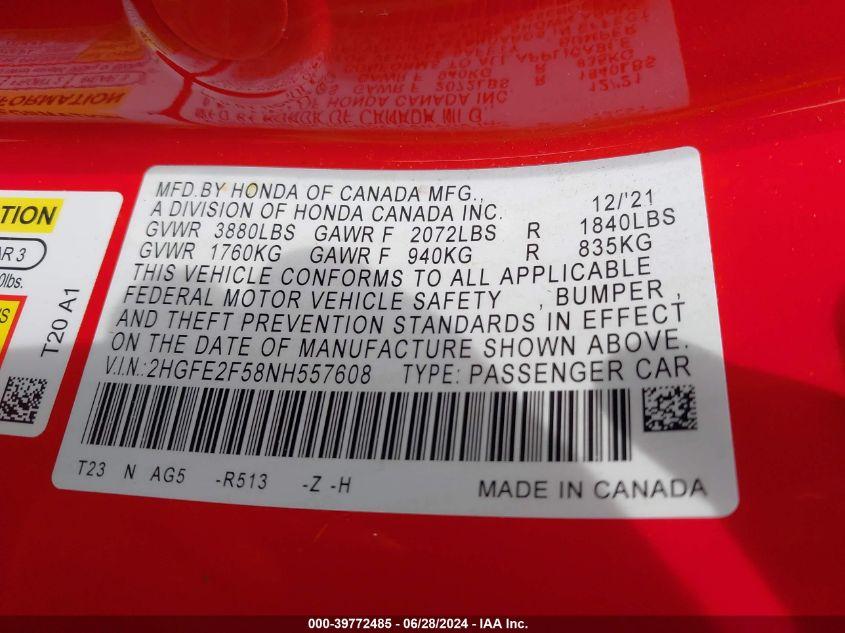 MFD.BY HONDA OF CANADA MFG., 12/'21
A DIVISION OF HONDA CANADA INC.
GVWR 3880LBS GAWR F 2072LBS R 1840LBS
GVWR 1760KG GAWR F 940KG R 835KG
THIS VEHICLE CONFORMS TO ALL APPLICABLE
FEDERAL MOTOR VEHICLE SAFETY , BUMPER ,
AND THEFT PREVENTION STANDARDS IN EFFECT
ON THE DATE OF MANUFACTURE SHOWN ABOVE.
V.I.N.:2HGFE2F58NH557608 TYPE: PASSENGER CAR
T23 N AG5 -R513 -Z -H
MADE IN CANADA
T20 A1
000-39772485 - 06/28/2024 - IAA Inc.